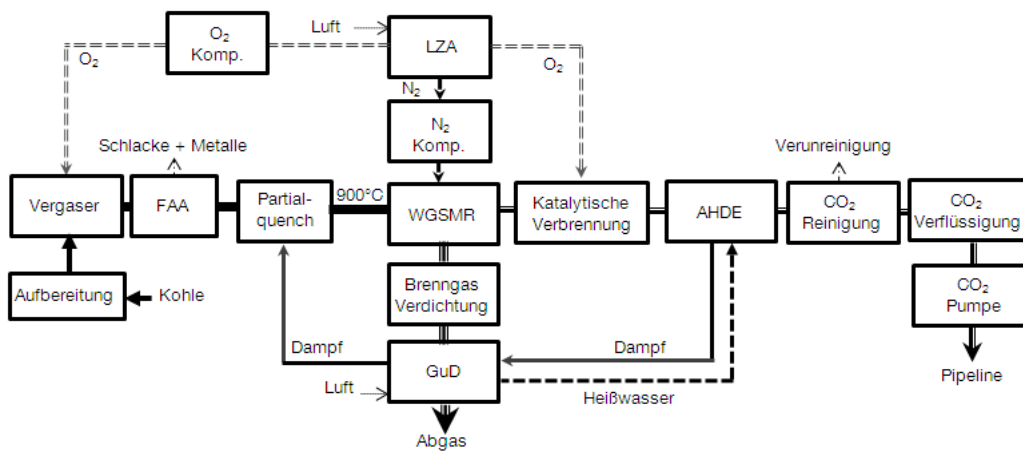 O₂
Komp.
Luft
LZA
O₂
O₂
N₂
N₂
Komp.
Schlacke + Metalle
Verunreinigung
Vergaser
FAA
Partial-
quench
900°C
WGSMR
Katalytische
Verbrennung
AHDE
CO₂
Reinigung
CO₂
Verflüssigung
Aufbereitung
Kohle
Brenngas
Verdichtung
CO₂
Pumpe
Dampf
GuD
Dampf
Luft
Heißwasser
Pipeline
Abgas